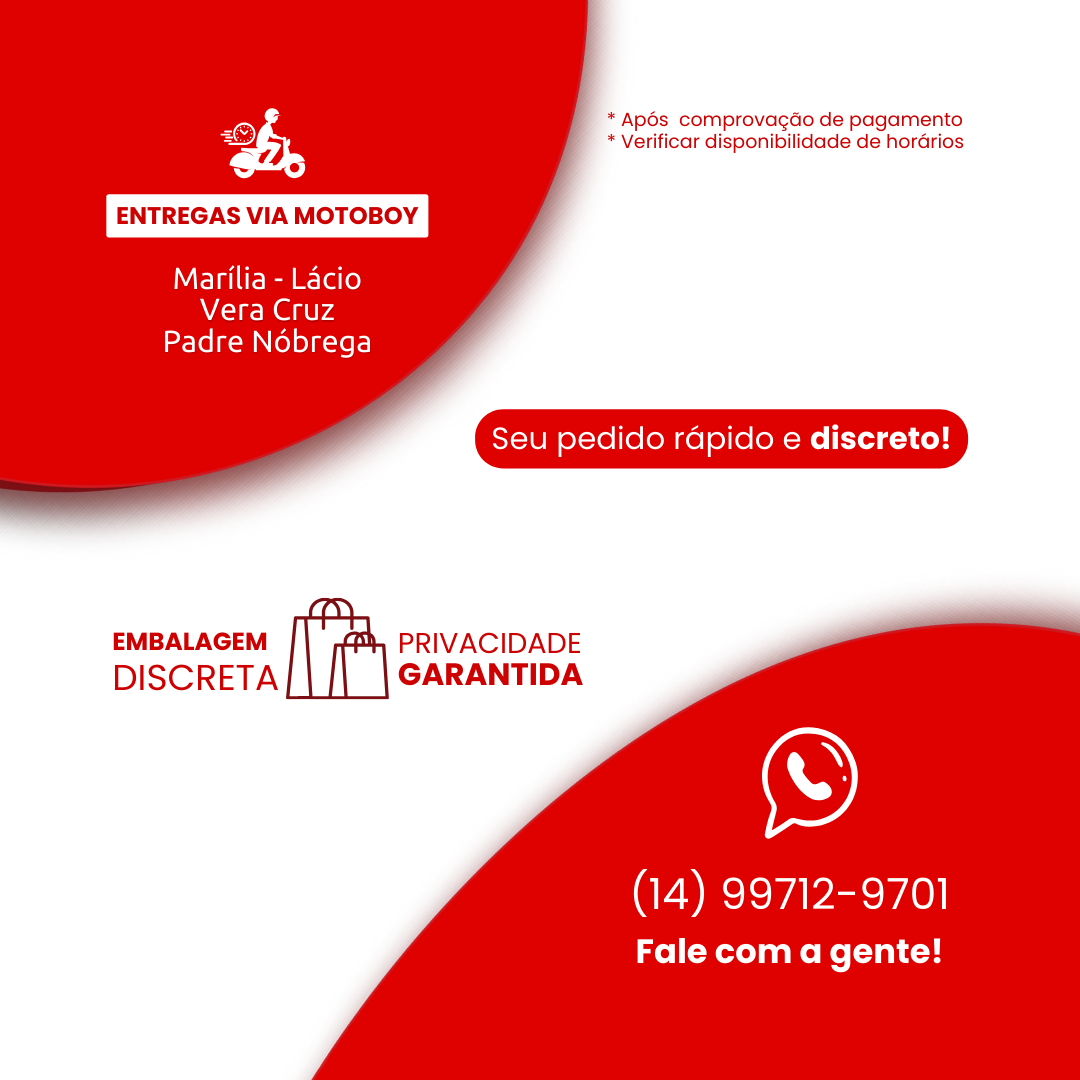 * Após  comprovação de pagamento
* Verificar disponibilidade de horários
ENTREGAS VIA MOTOBOY
Marília - Lácio
Vera Cruz
Padre Nóbrega
Seu pedido rápido e discreto!
EMBALAGEM
DISCRETA
PRIVACIDADE
GARANTIDA
(14) 99712-9701
Fale com a gente!